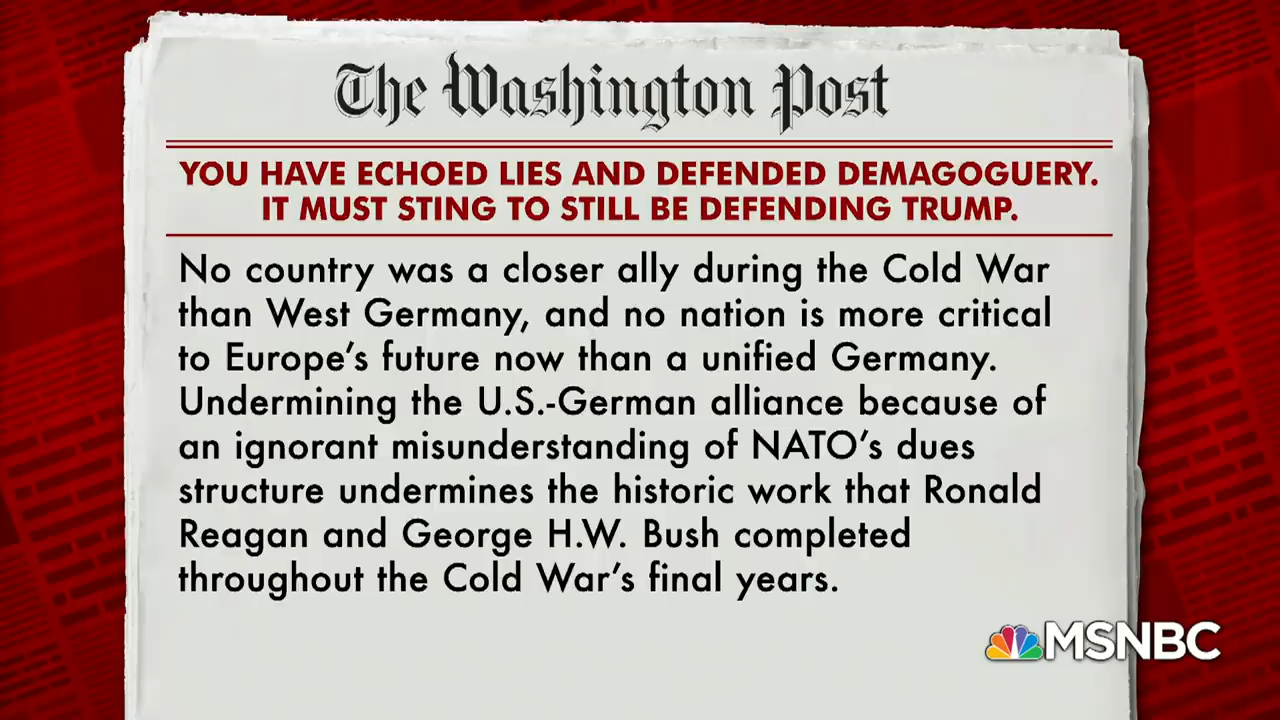 The Washington Post
YOU HAVE ECHOED LIES AND DEFENDED DEMAGOGUERY.
IT MUST STING TO STILL BE DEFENDING TRUMP.
No country was a closer ally during the Cold War
than West Germany, and no nation is more critical
to Europe's future now than a unified Germany.
Undermining the U.S.-German alliance because of
an ignorant misunderstanding of NATO's dues
structure undermines the historic work that Ronald
Reagan and George H.W. Bush completed
throughout the Cold War's final years.
MSNBC